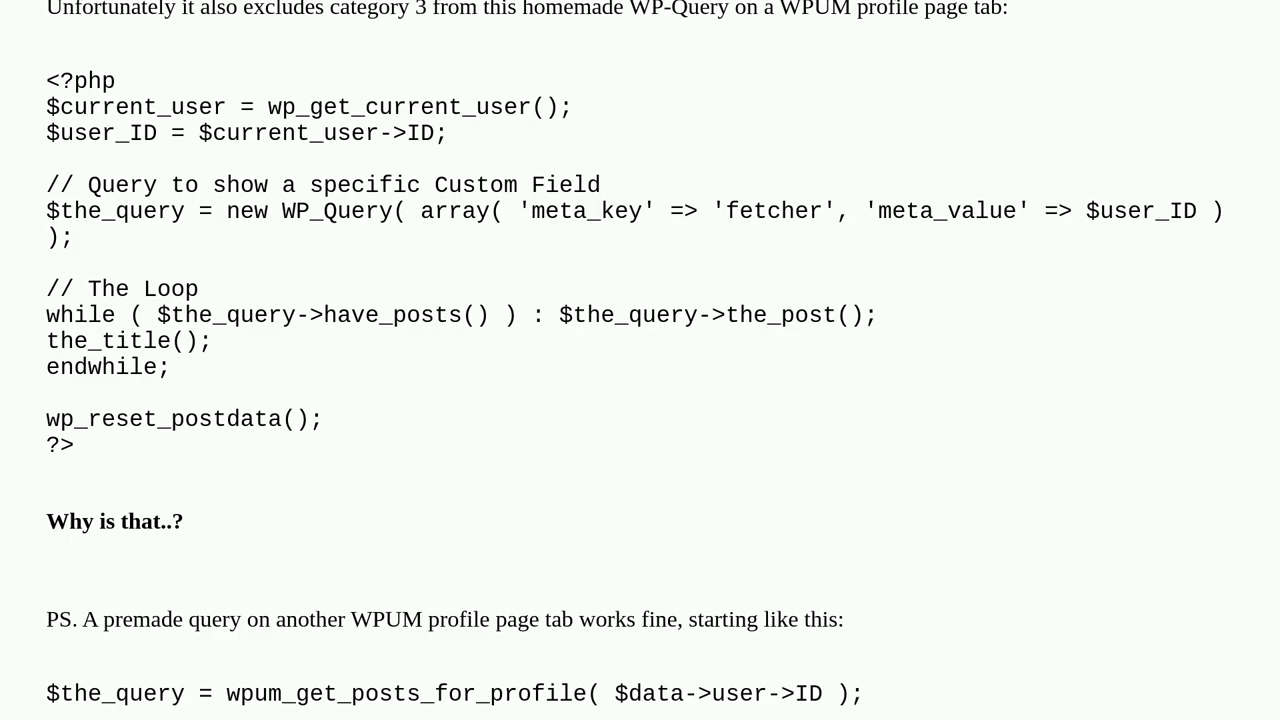 Unfortunately it also excludes category 3 from this homemade WP-Query on a WPUM profile page tab:
<?php
$current_user = wp_get_current_user();
$user_ID = $current_user->ID;
// Query to show a specific Custom Field
$the_query = new WP_Query( array( 'meta_key' => 'fetcher', 'meta_value' => $user_ID )
);
// The Loop
while ( $the_query->have_posts() ) : $the_query->the_post();
the_title();
endwhile;
wp_reset_postdata();
?>
Why is that..?
PS. A premade query on another WPUM profile page tab works fine, starting like this:
$the_query = wpum_get_posts_for_profile( $data->user->ID );